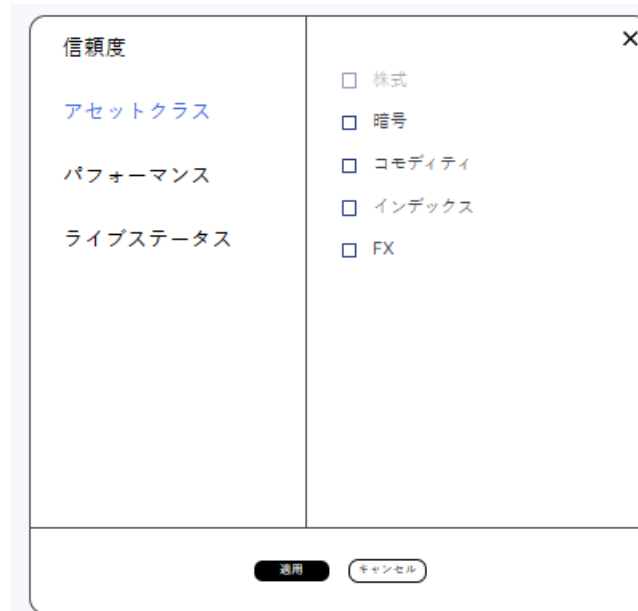 信頼度
アセットクラス
パフォーマンス
ライブステータス
株式
暗号
コモディティ
インデックス
FX
適用
キャンセル